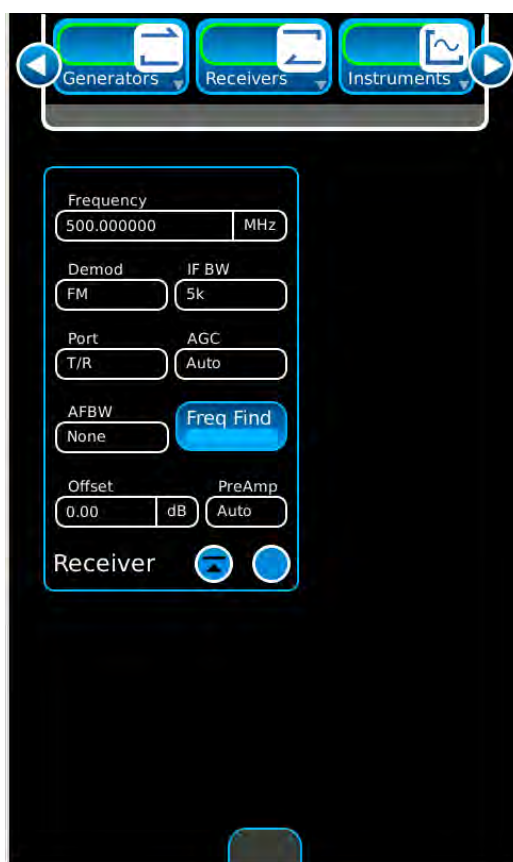 Generators Receivers Instruments
Frequency
500.000000 MHz
Demod IF BW
FM 5k
Port AGC
T/R Auto
AFBW Freq Find
None
Offset PreAmp
0.00 dB Auto
Receiver